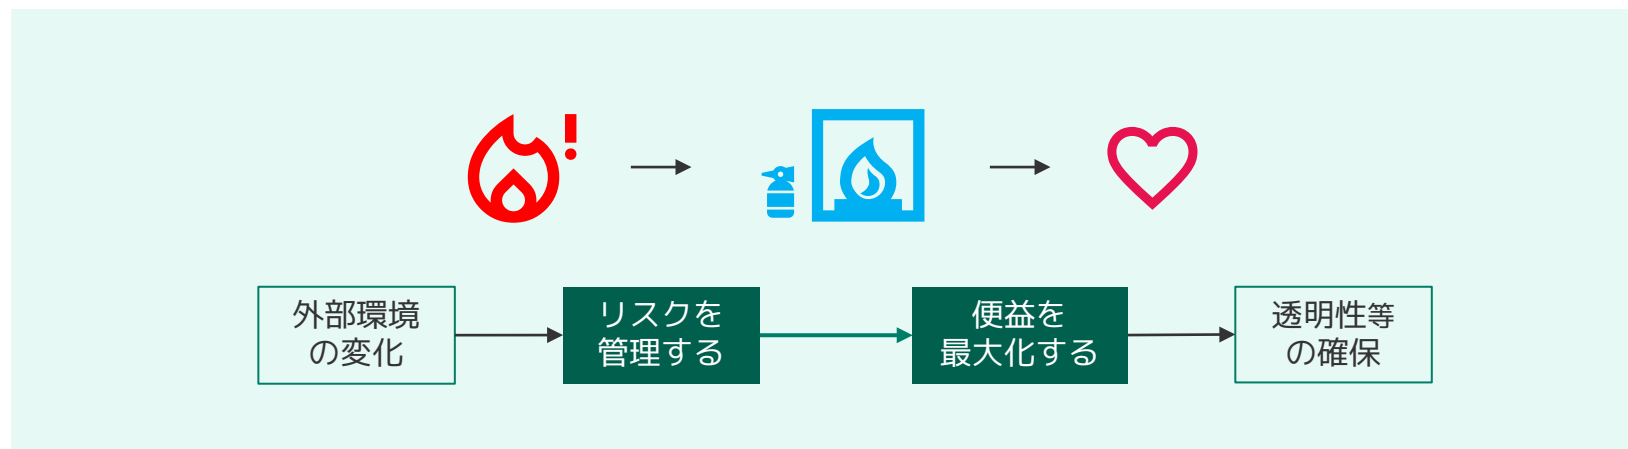 外部環境
の変化
リスクを
管理する
便益を
最大化する
透明性等
の確保